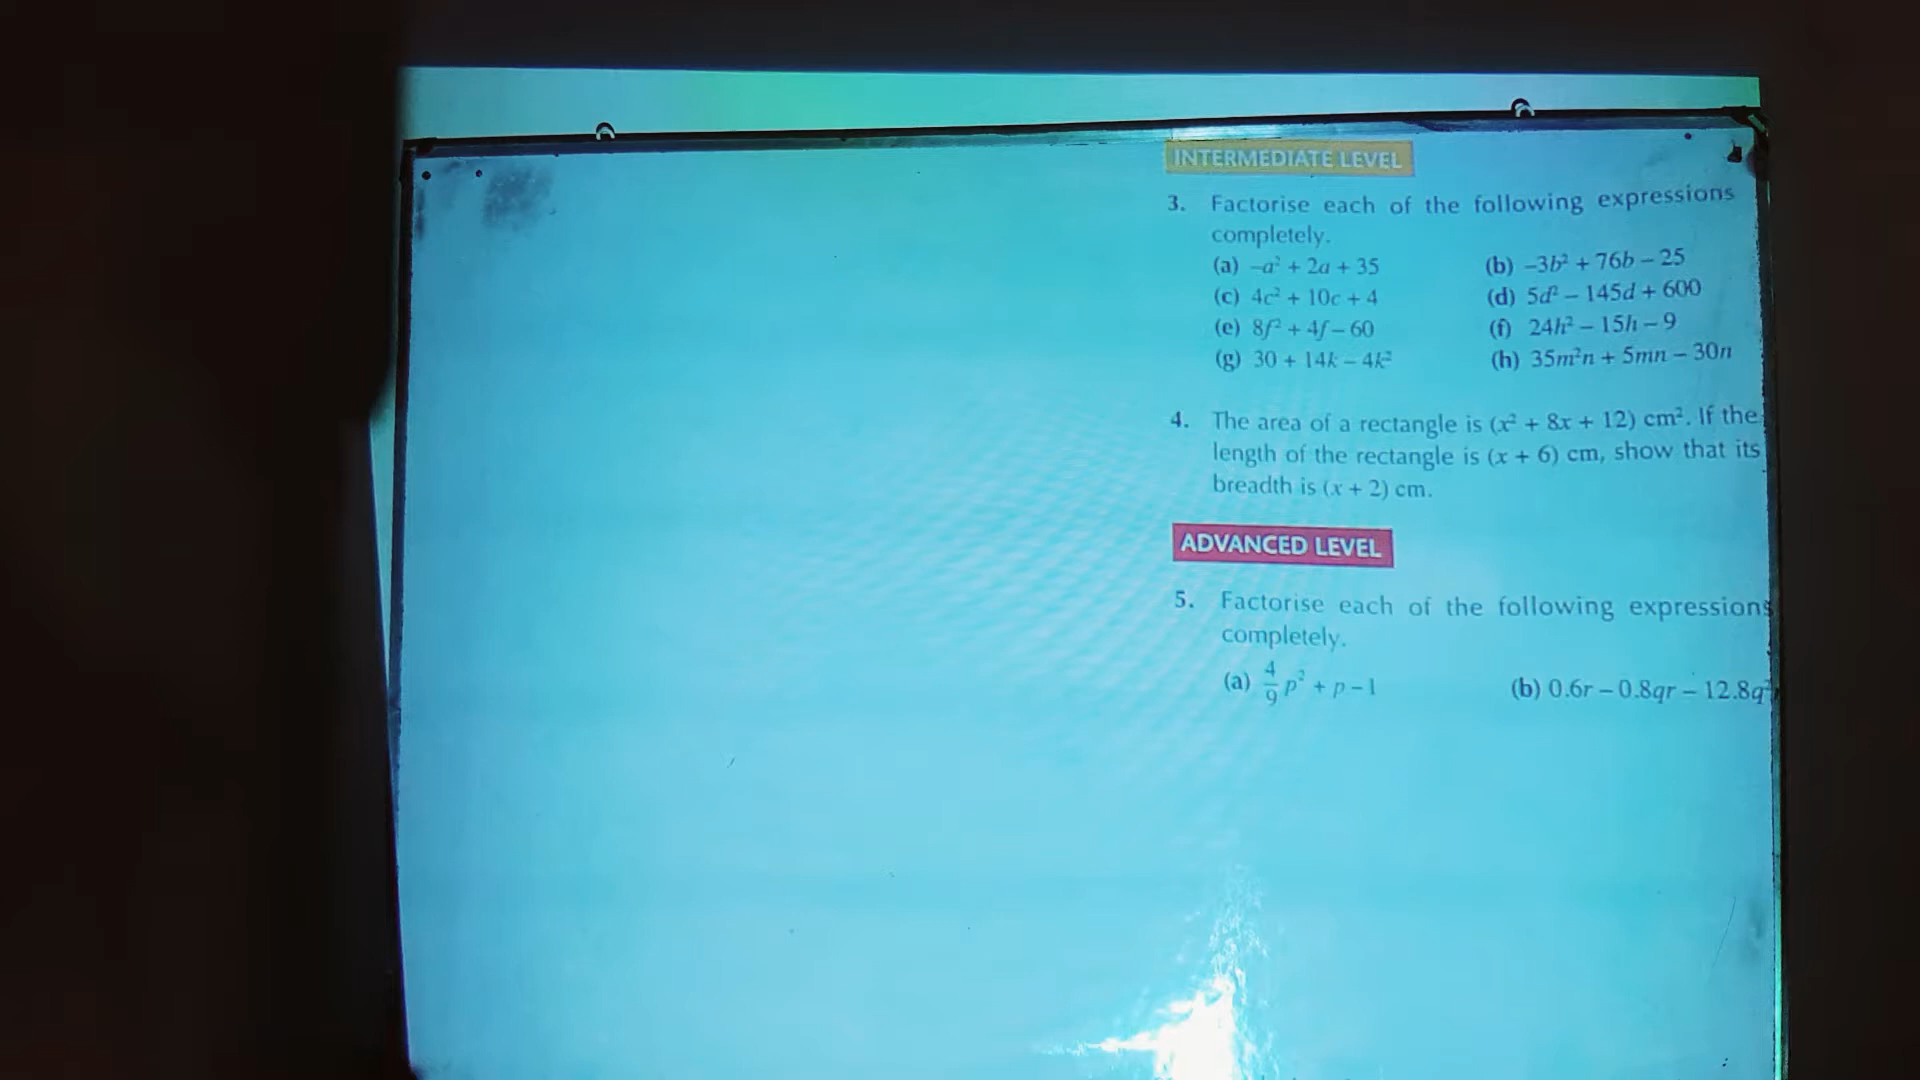 INTERMEDIATE LEVEL
3. Factorise each of the following expressions
completely.
(a) –a² + 2a + 35 (b) –3b² + 76b – 25
(c) 4c² + 10c + 4 (d) 5d² – 145d + 600
(e) 8f² + 4f – 60 (f) 24h² – 15h – 9
(g) 30 + 14k – 4k² (h) 35m²n + 5mn – 30n
4. The area of a rectangle is (x² + 8x + 12) cm². If the
length of the rectangle is (x + 6) cm, show that its
breadth is (x + 2) cm.
ADVANCED LEVEL
5. Factorise each of the following expressions
completely.
(a) 4/9 p² + p – 1 (b) 0.6r – 0.8qr – 12.8q²